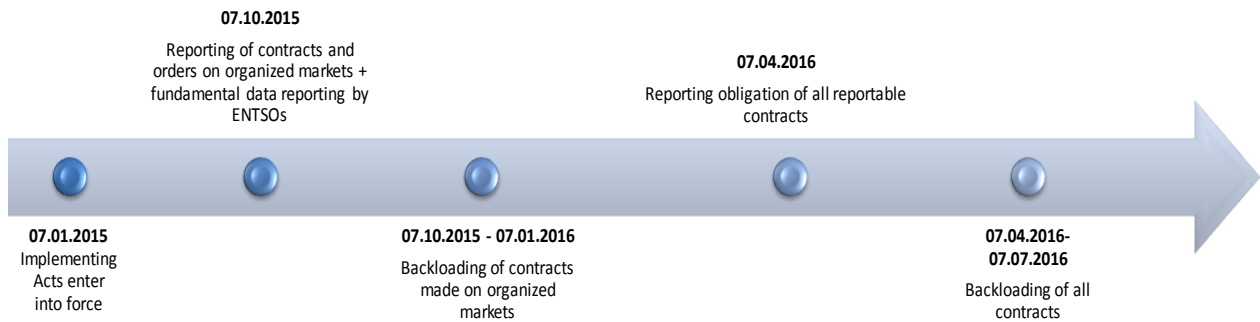 07.10.2015
Reporting of contracts and
orders on organized markets +
fundamental data reporting by
ENTSOs
07.04.2016
Reporting obligation of all reportable
contracts
07.01.2015
Implementing
Acts enter
into force
07.10.2015 - 07.01.2016
Backloading of contracts
made on organized
markets
07.04.2016-
07.07.2016
Backloading of all
contracts